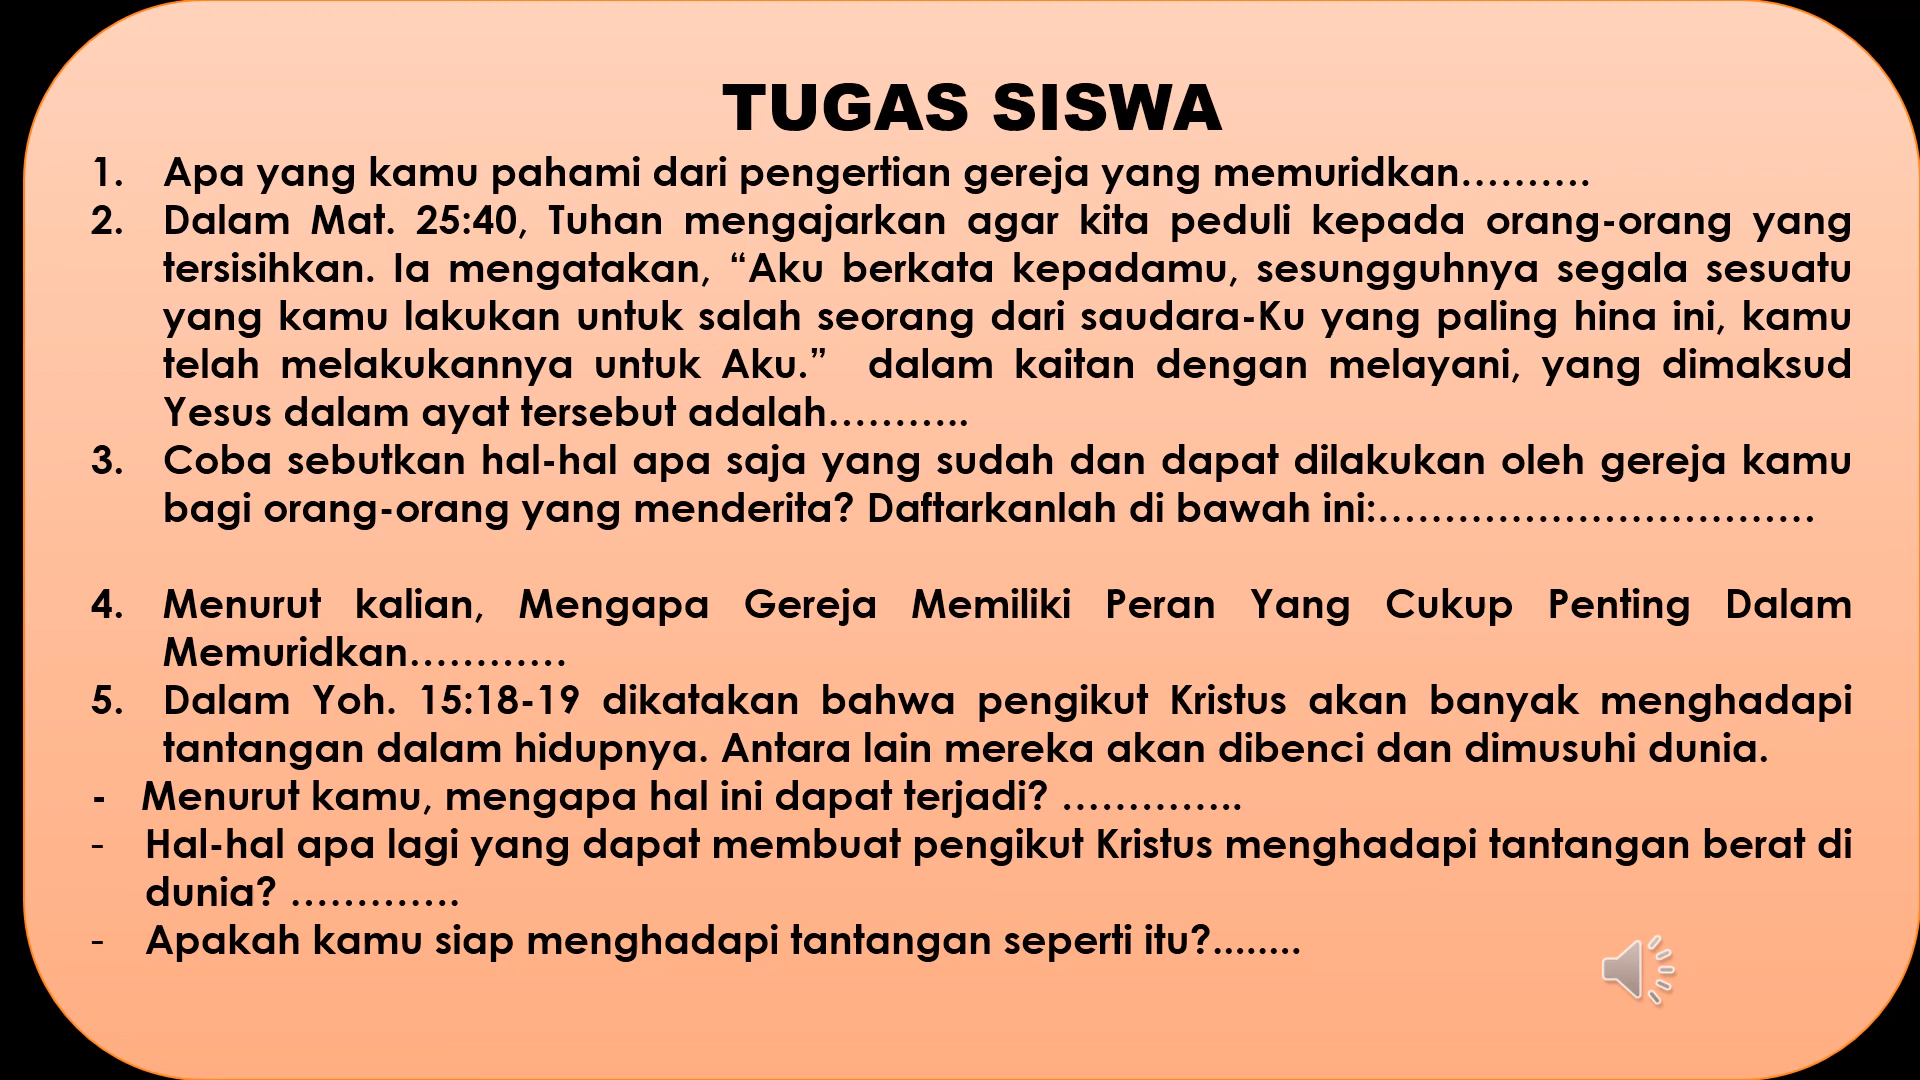 TUGAS SISWA
1. Apa yang kamu pahami dari pengertian gereja yang memuridkan……….
2. Dalam Mat. 25:40, Tuhan mengajarkan agar kita peduli kepada orang-orang yang
tersisihkan. Ia mengatakan, “Aku berkata kepadamu, sesungguhnya segala sesuatu
yang kamu lakukan untuk salah seorang dari saudara-Ku yang paling hina ini, kamu
telah melakukannya untuk Aku.” dalam kaitan dengan melayani, yang dimaksud
Yesus dalam ayat tersebut adalah………..
3. Coba sebutkan hal-hal apa saja yang sudah dan dapat dilakukan oleh gereja kamu
bagi orang-orang yang menderita? Daftarkanlah di bawah ini:……………………………
4. Menurut kalian, Mengapa Gereja Memiliki Peran Yang Cukup Penting Dalam
Memuridkan…………
5. Dalam Yoh. 15:18-19 dikatakan bahwa pengikut Kristus akan banyak menghadapi
tantangan dalam hidupnya. Antara lain mereka akan dibenci dan dimusuhi dunia.
- Menurut kamu, mengapa hal ini dapat terjadi? …………..
- Hal-hal apa lagi yang dapat membuat pengikut Kristus menghadapi tantangan berat di
dunia? ………….
- Apakah kamu siap menghadapi tantangan seperti itu?........